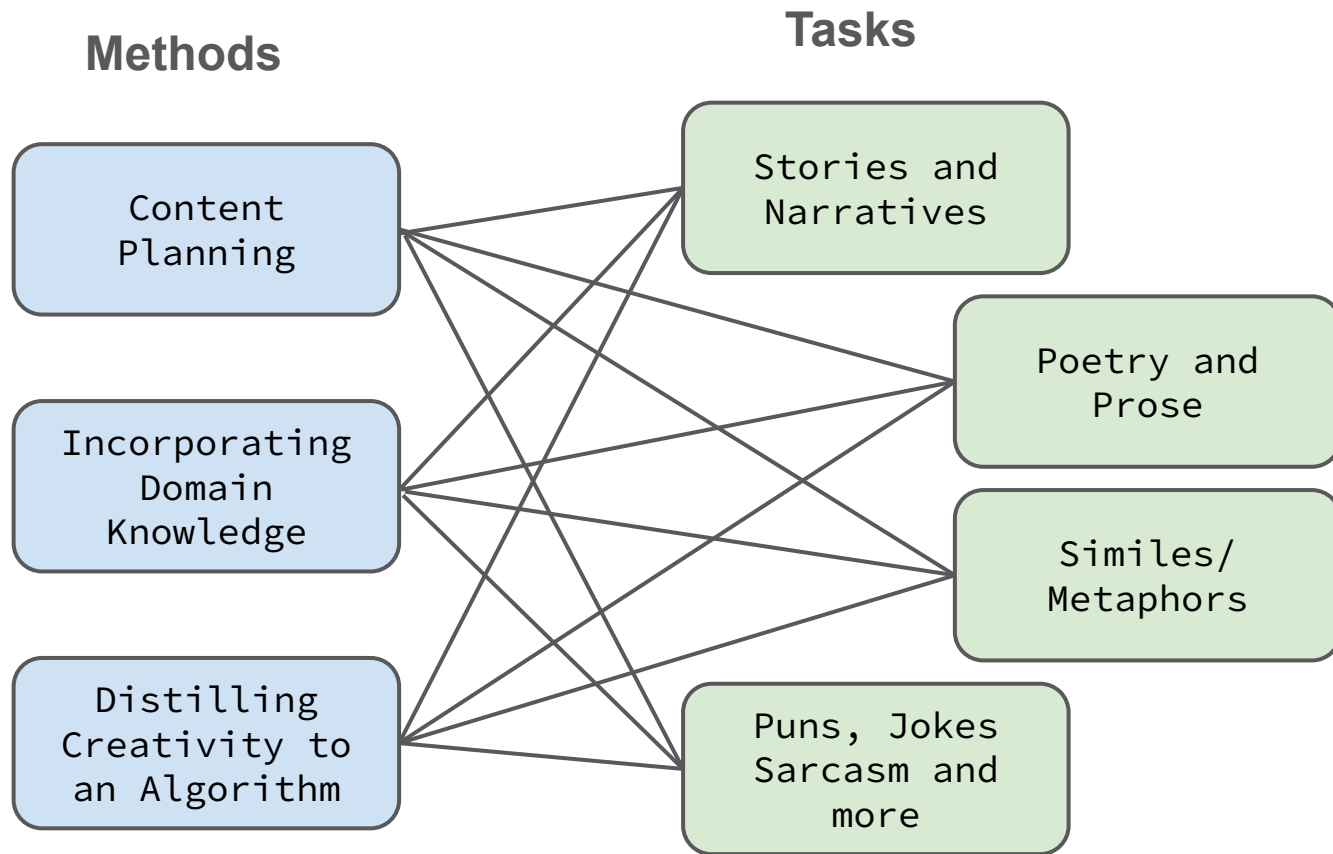 Methods
Tasks
Content
Planning
Incorporating
Domain
Knowledge
Distilling
Creativity to
an Algorithm
Stories and
Narratives
Poetry and
Prose
Similes/
Metaphors
Puns, Jokes
Sarcasm and
more